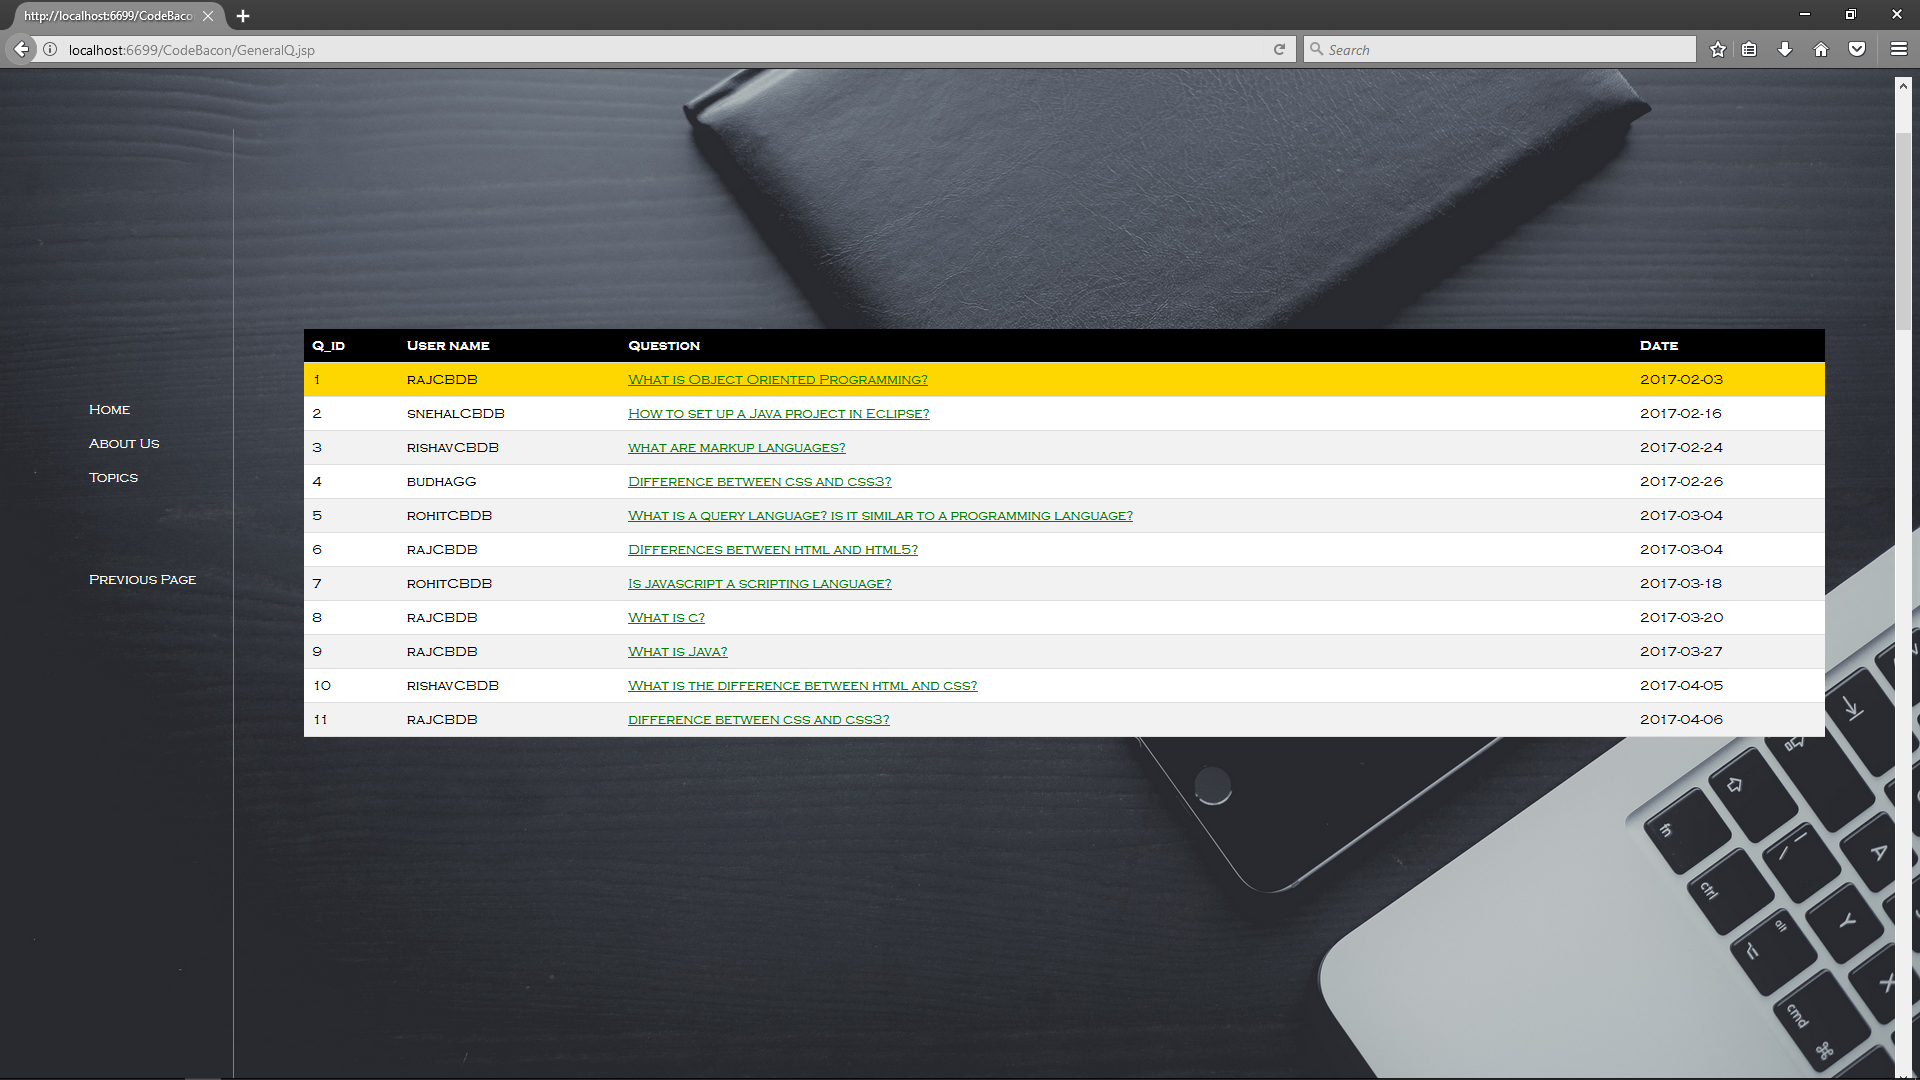 http://localhost:6699/CodeBaco
localhost:6699/CodeBacon/GeneralQ.jsp
Search
Q_id User name Question Date
1 rajCBDB What is Object Oriented Programming? 2017-02-03
2 snehalCBDB How to set up a Java project in Eclipse? 2017-02-16
3 rishavCBDB what are markup languages? 2017-02-24
4 budhaGG Difference between css and css3? 2017-02-26
5 rohitCBDB What is a query language? Is it similar to a programming language? 2017-03-04
6 rajCBDB DIfferences between html and html5? 2017-03-04
7 rohitCBDB Is javascript a scripting language? 2017-03-18
8 rajCBDB What is c? 2017-03-20
9 rajCBDB What is Java? 2017-03-27
10 rishavCBDB What is the difference between html and css? 2017-04-05
11 rajCBDB difference between css and css3? 2017-04-06
Home
About Us
Topics
Previous Page
fn
A
ctrl
alt
Y
X
cmd